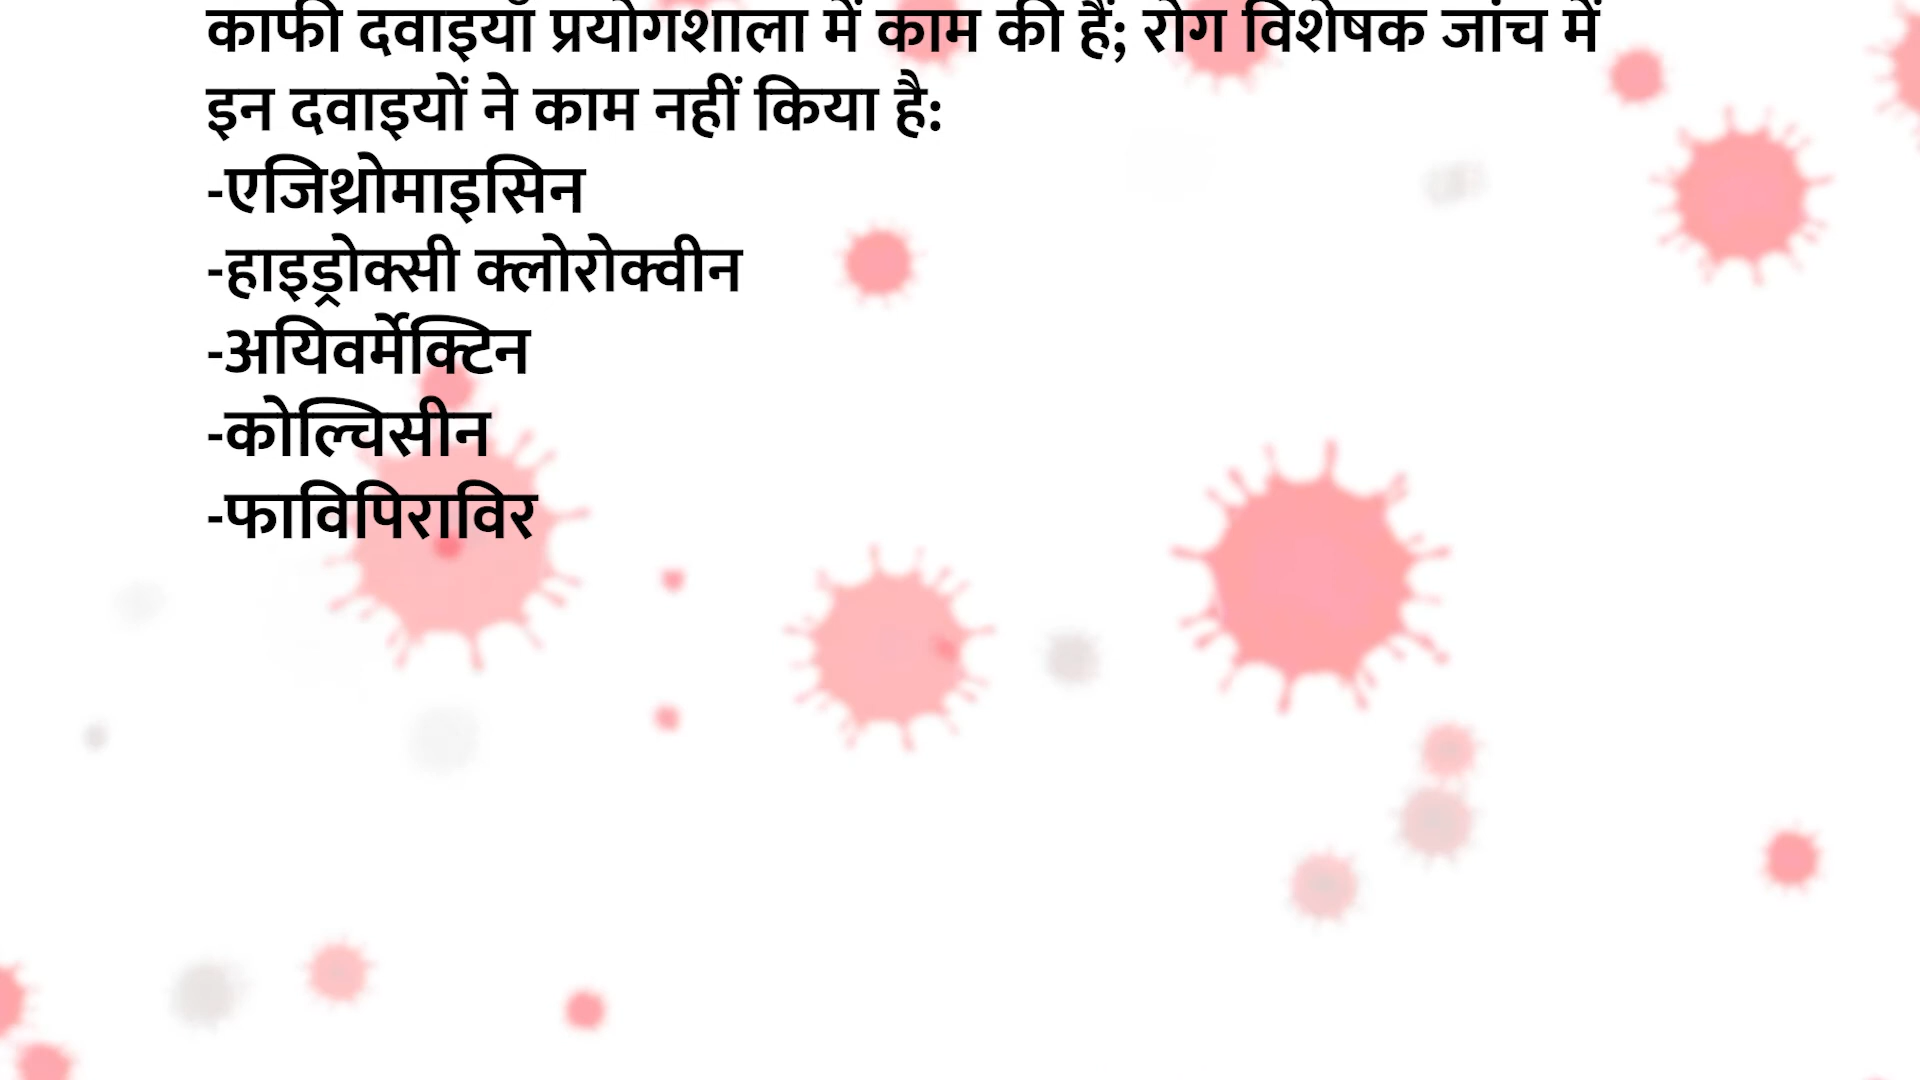 काफी दवाइयाँ प्रयोगशाला में काम की हैं; रोग विशेषक जांच में
इन दवाइयों ने काम नहीं किया है:
-एजिथ्रोमाइसिन
-हाइड्रोक्सी क्लोरोक्वीन
-अयिवर्मेक्टिन
-कोल्चिसीन
-फाविपिराविर